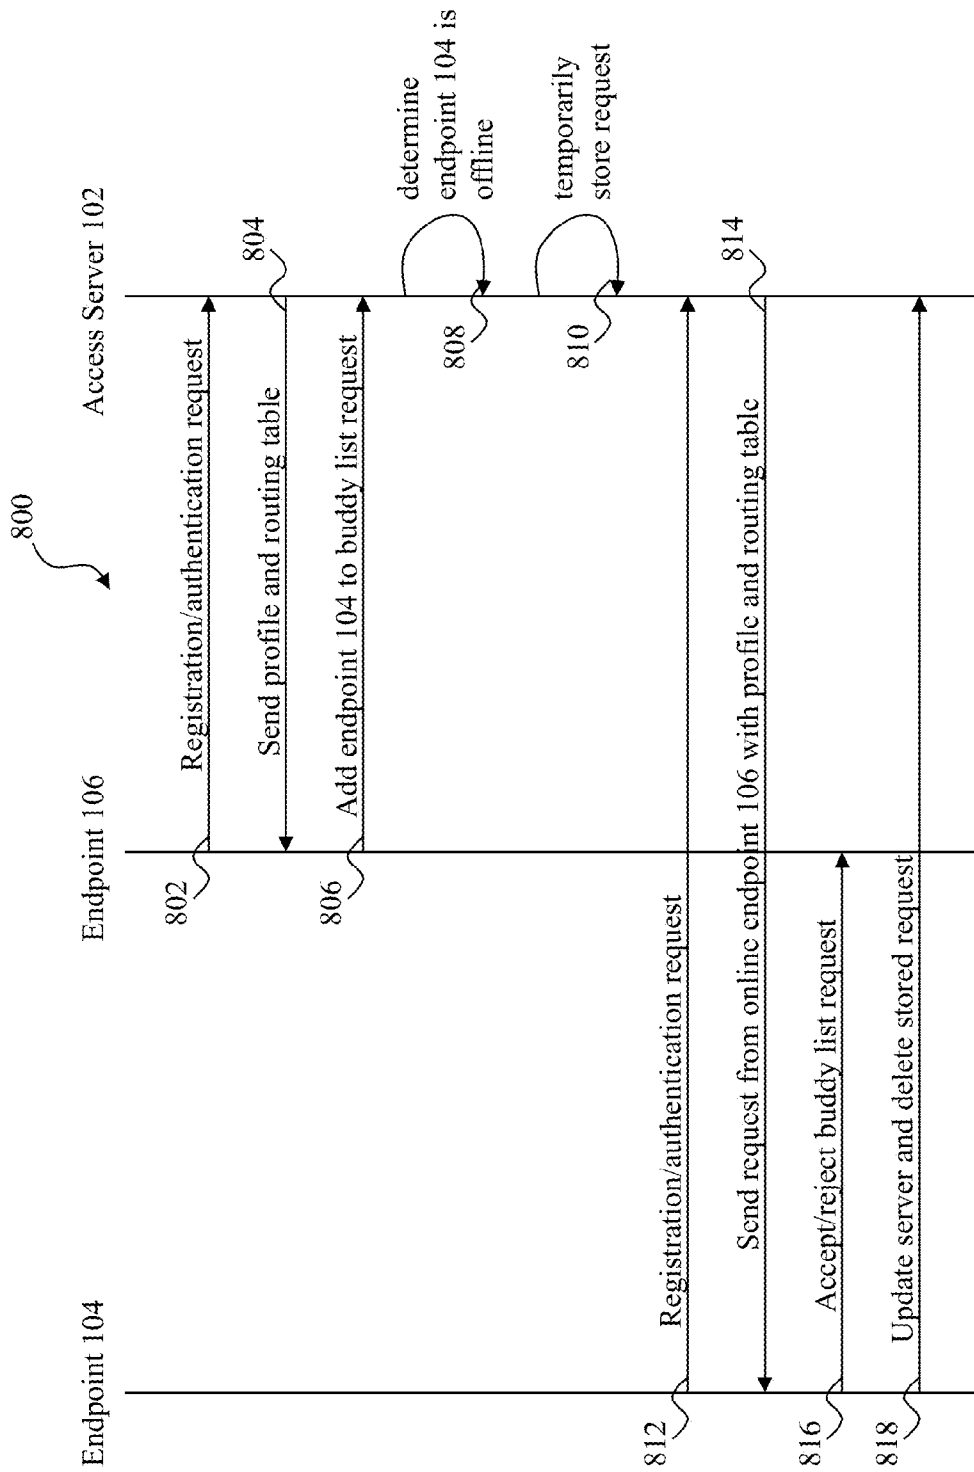 800
Endpoint 104
Endpoint 106
Access Server 102
802
Registration/authentication request
Send profile and routing table
804
806
Add endpoint 104 to buddy list request
determine
endpoint 104 is
offline
808
temporarily
store request
810
812
Registration/authentication request
Send request from online endpoint 106 with profile and routing table
814
816
Accept/reject buddy list request
818
Update server and delete stored request